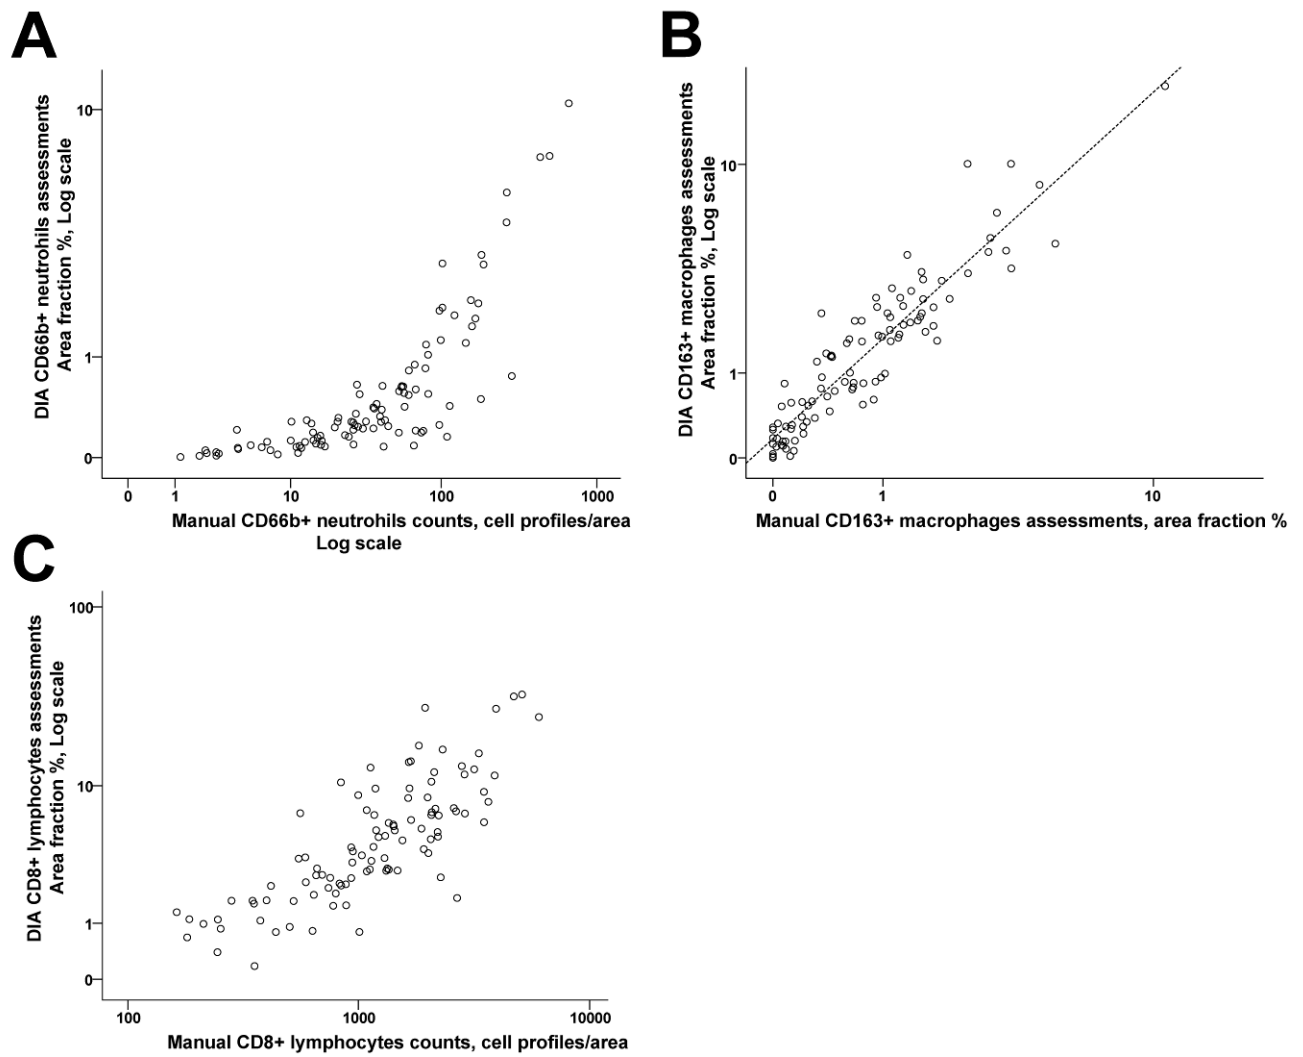 A
DIA CD66b+ neutrohils assessments
Area fraction %, Log scale
10
1
0
0 1 10 100 1000
Manual CD66b+ neutrohils counts, cell profiles/area
Log scale
B
DIA CD163+ macrophages assessments
Area fraction %, Log scale
10
1
0
0 1 10
Manual CD163+ macrophages assessments, area fraction %
C
DIA CD8+ lymphocytes assessments
Area fraction %, Log scale
100
10
1
0
100 1000 10000
Manual CD8+ lymphocytes counts, cell profiles/area